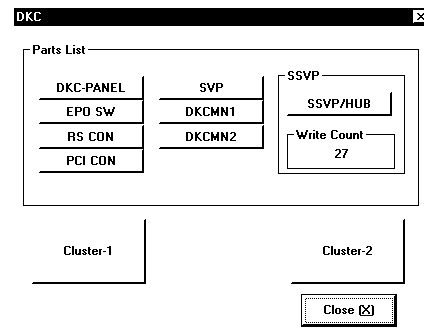 DKC
Parts List
DKC-PANEL
EPO SW
RS CON
PCI CON
SVP
DKCMN1
DKCMN2
SSVP
SSVP/HUB
Write Count
27
Cluster-1
Cluster-2
Close (X)